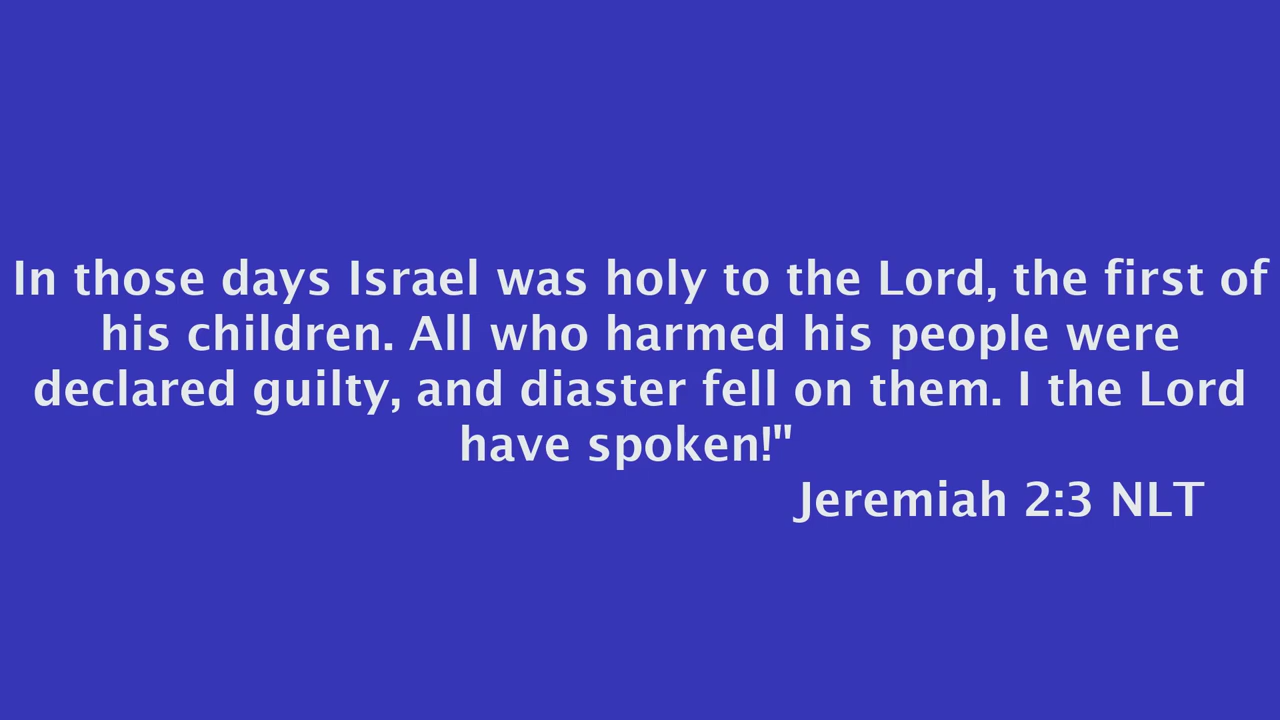 In those days Israel was holy to the Lord, the first of
his children. All who harmed his people were
declared guilty, and diaster fell on them. I the Lord
have spoken!"
Jeremiah 2:3 NLT